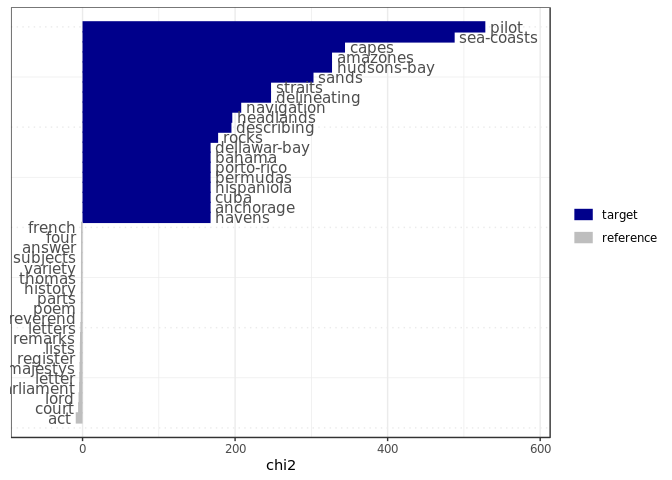 pilot
sea-coasts
capes
amazones
hudsons-bay
sands
straits
delineating
navigation
headlands
describing
rocks
dellawar-bay
bahama
porto-rico
bermudas
hispaniola
cuba
anchorage
havens
french
four
answer
subjects
variety
thomas
history
parts
poem
reverend
letters
remarks
lists
register
majestys
letter
rliament
lord
court
act
target
reference
0 200 400 600
chi2